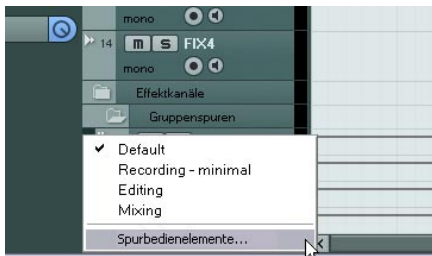 mono
14 m S FIX4
mono
Effektkanäle
Gruppenspuren
✔ Default
Recording - minimal
Editing
Mixing
Spurbedienelemente...